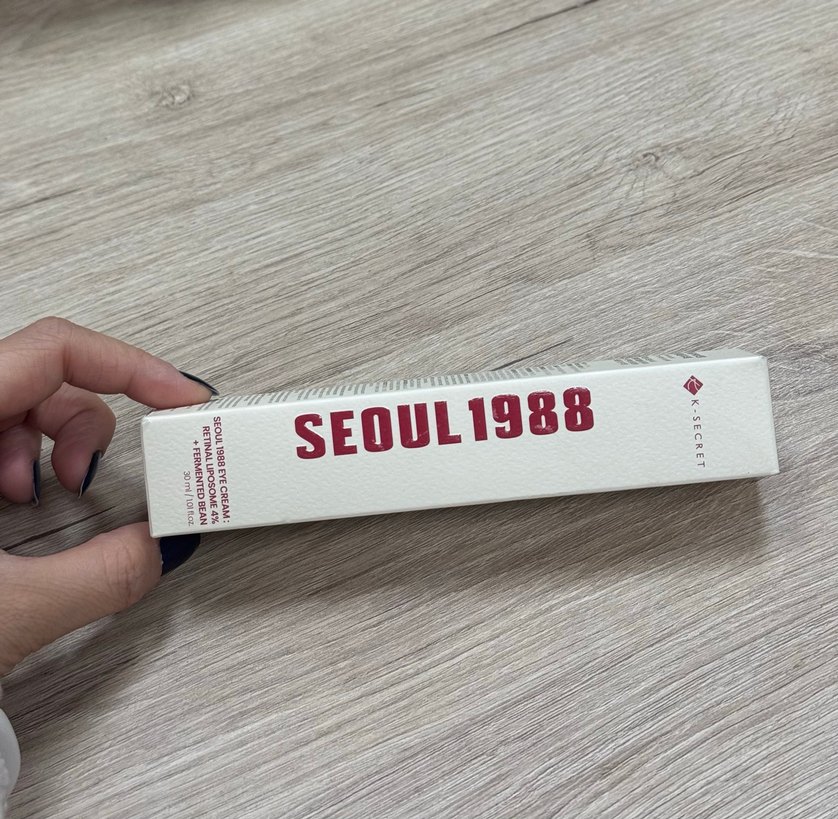 SEOUL 1988
K-SECRET
SEOUL 1988 EYE CREAM :
RETINAL LIPOSOME 4%
+ FERMENTED BEAN
30 ml / 1.01 fl.oz.